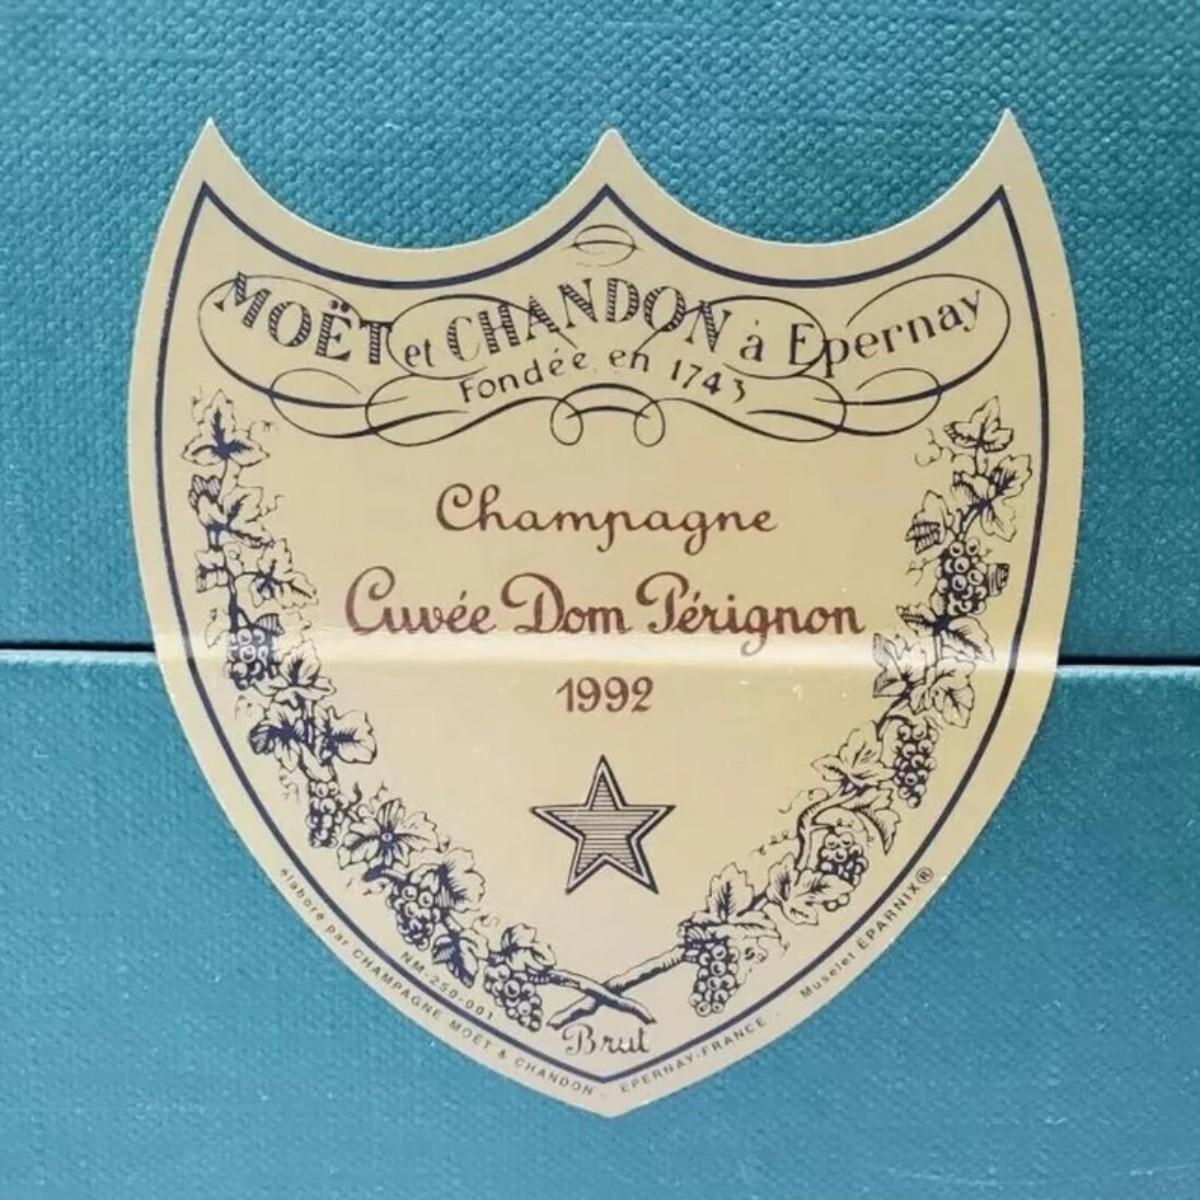 MOËT et CHANDON à Epernay
Fondée en 1743
Champagne
Cuvée Dom Pérignon
1992
NM-250-001
Brut
élaboré par CHAMPAGNE MOËT & CHANDON - EPERNAY-FRANCE - Muselet EPARNIX®